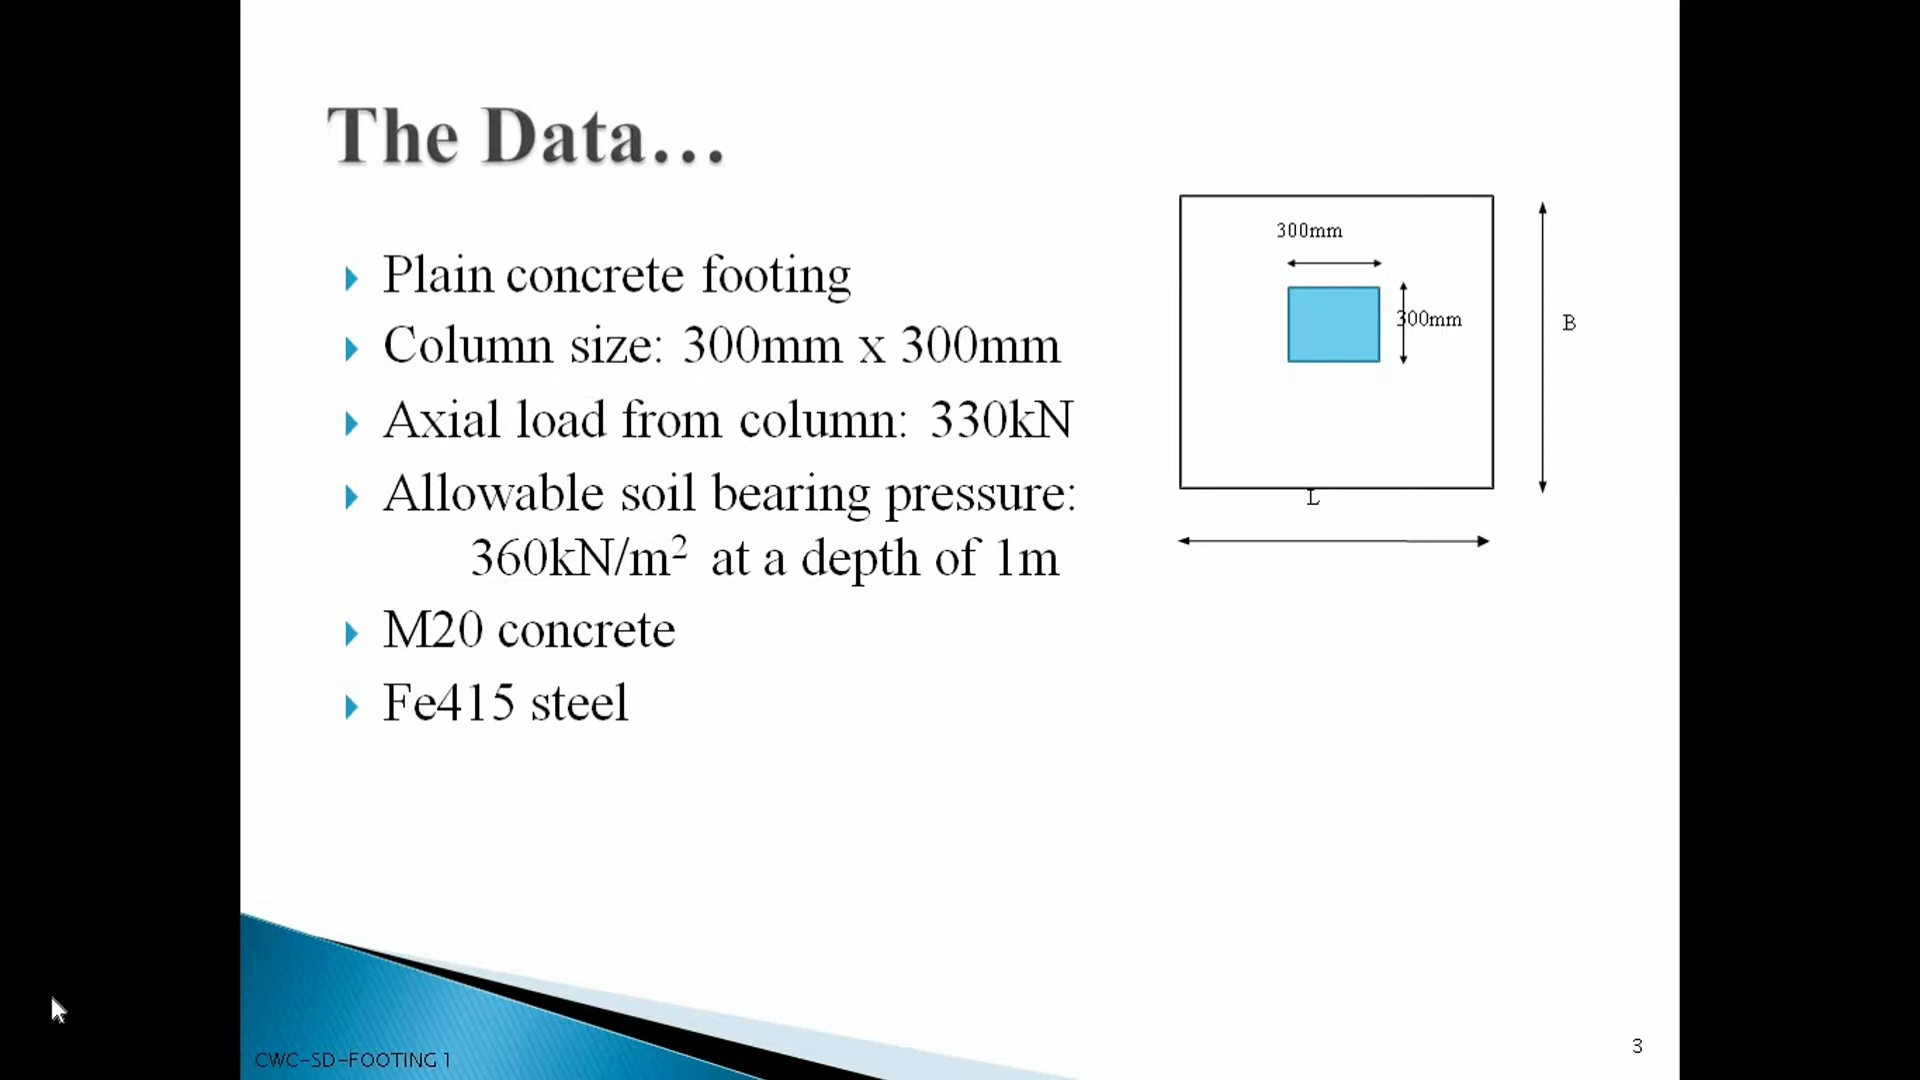 The Data...
Plain concrete footing
Column size: 300mm x 300mm
Axial load from column: 330kN
Allowable soil bearing pressure:
360kN/m² at a depth of 1m
M20 concrete
Fe415 steel
300mm
300mm
B
L
CWC-SD-FOOTING 1
3